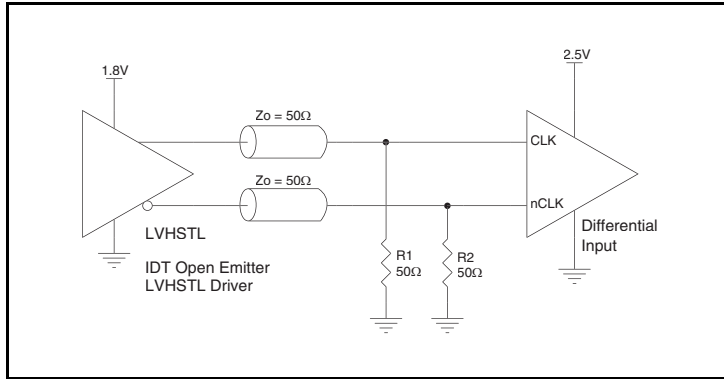 1.8V
2.5V
Zo = 50Ω
CLK
Zo = 50Ω
nCLK
LVHSTL
IDT Open Emitter
LVHSTL Driver
R1
50Ω
R2
50Ω
Differential
Input